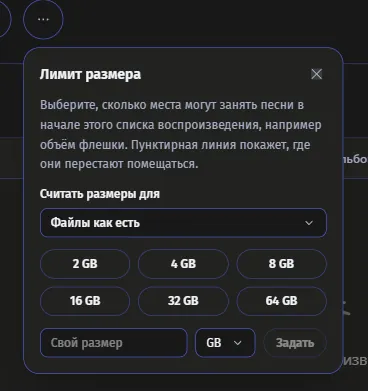 ...
Лимит размера
Выберите, сколько места могут занять песни в
начале этого списка воспроизведения, например
объём флешки. Пунктирная линия покажет, где
они перестают помещаться.
Считать размеры для
Файлы как есть
2 GB 4 GB 8 GB
16 GB 32 GB 64 GB
Свой размер GB Задать